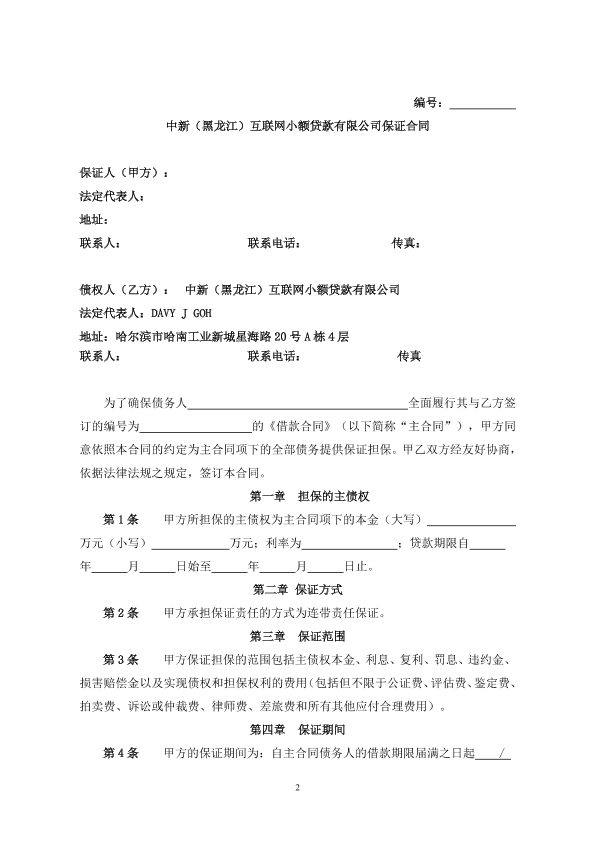 编号：___________
中新（黑龙江）互联网小额贷款有限公司保证合同
保证人（甲方）：
法定代表人：
地址：
联系人： 联系电话： 传真：
债权人（乙方）： 中新（黑龙江）互联网小额贷款有限公司
法定代表人：DAVY J GOH
地址：哈尔滨市哈南工业新城星海路 20 号 A 栋 4 层
联系人： 联系电话： 传真
为了确保债务人____________________________________全面履行其与乙方签
订的编号为___________________的《借款合同》（以下简称“主合同”），甲方同
意依照本合同的约定为主合同项下的全部债务提供保证担保。甲乙双方经友好协商，
依据法律法规之规定，签订本合同。
第一章 担保的主债权
第 1 条 甲方所担保的主债权为主合同项下的本金（大写）_______________
万元（小写）_____________万元；利率为________________；贷款期限自______
年______月______日始至______年______月______日止。
第二章 保证方式
第 2 条 甲方承担保证责任的方式为连带责任保证。
第三章 保证范围
第 3 条 甲方保证担保的范围包括主债权本金、利息、复利、罚息、违约金、
损害赔偿金以及实现债权和担保权利的费用（包括但不限于公证费、评估费、鉴定费、
拍卖费、诉讼或仲裁费、律师费、差旅费和所有其他应付合理费用）。
第四章 保证期间
第 4 条 甲方的保证期间为：自主合同债务人的借款期限届满之日起____/
2